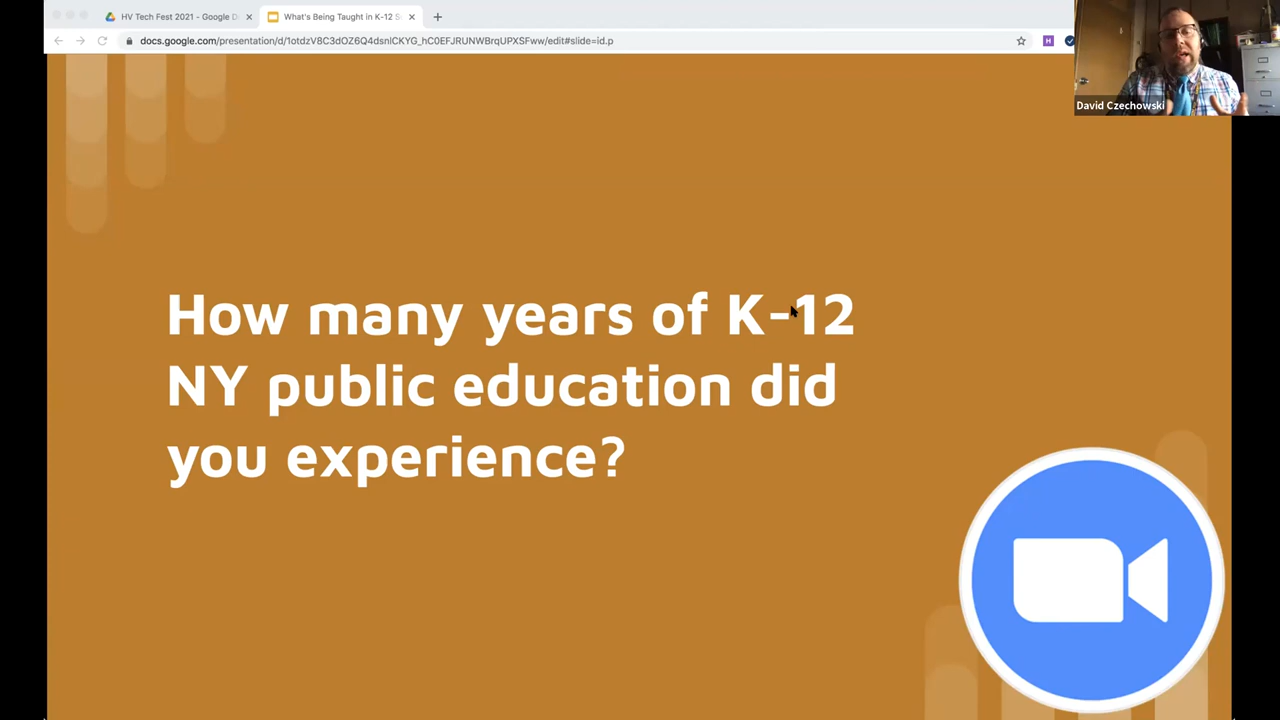 HV Tech Fest 2021 - Google D
What's Being Taught in K-12 S
docs.google.com/presentation/d/1otdzV8C3dOZ6Q4dsnlCKYG_hC0EFJRUNWBrqUPXSFww/edit#slide=id.p
H
David Czechowski
How many years of K-12
NY public education did
you experience?